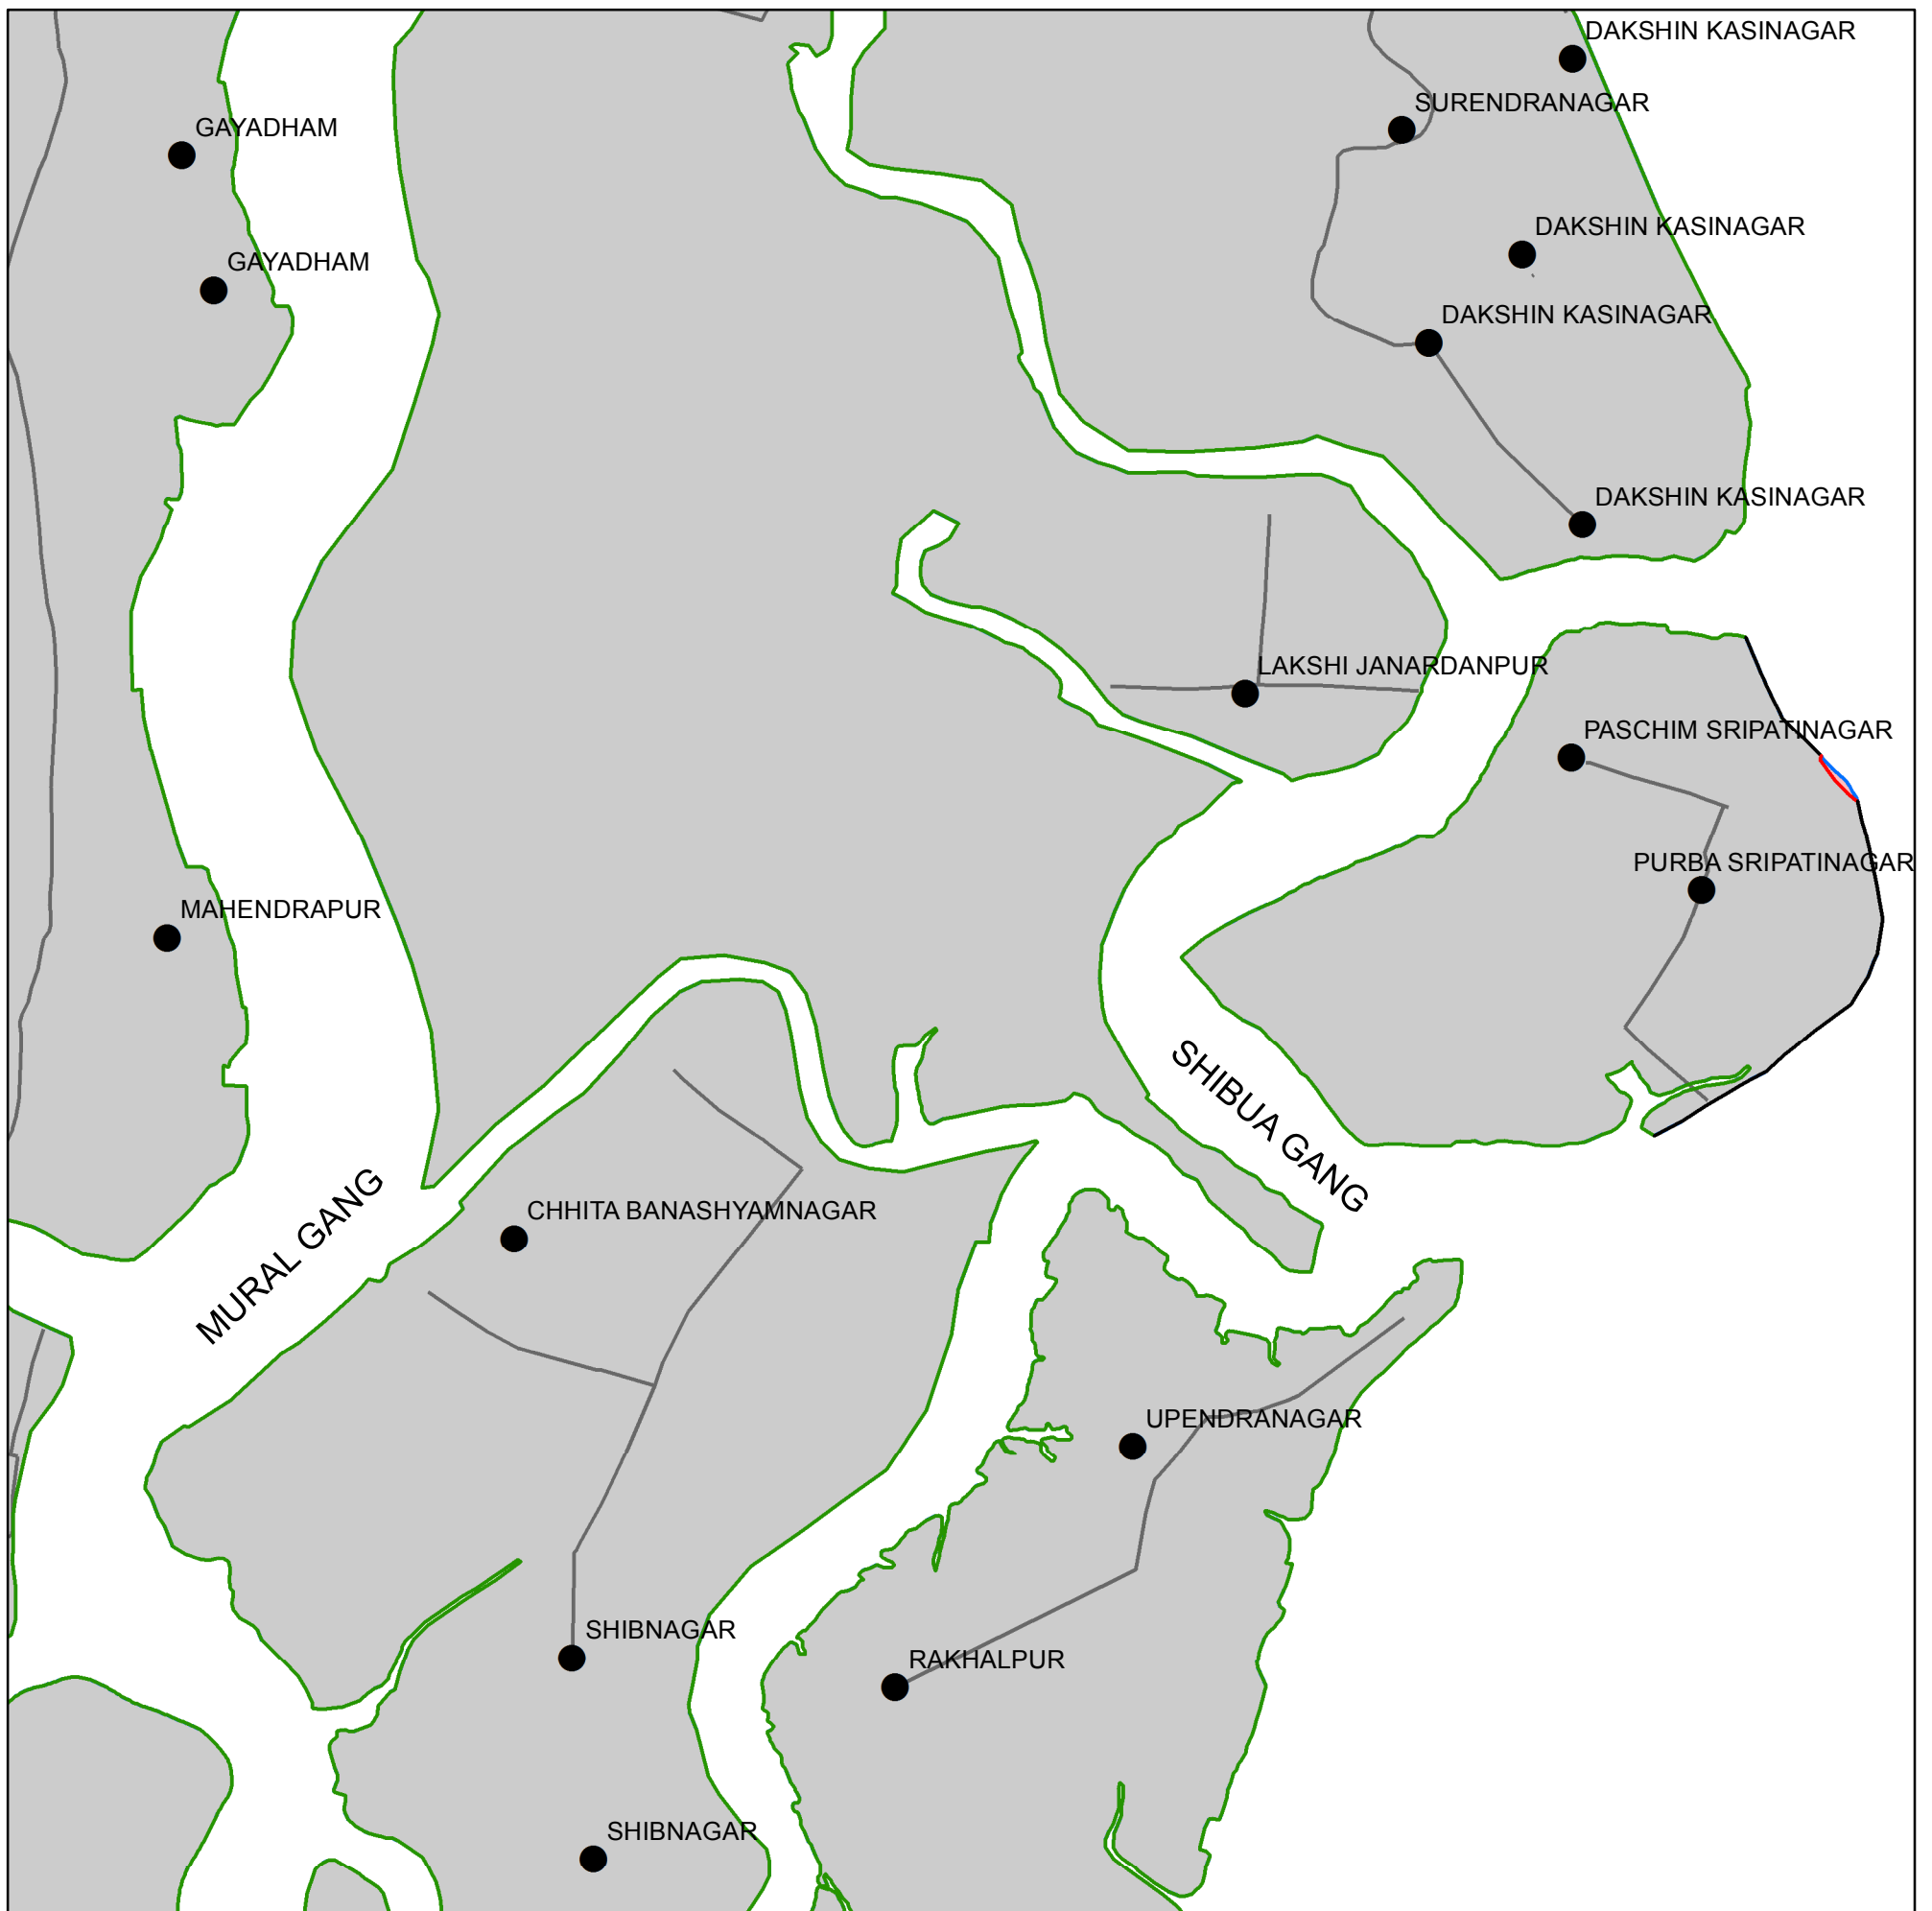 DAKSHIN KASINAGAR
SURENDRANAGAR
GAYADHAM
DAKSHIN KASINAGAR
GAYADHAM
DAKSHIN KASINAGAR
DAKSHIN KASINAGAR
LAKSHI JANARDANPUR
PASCHIM SRIPATINAGAR
PURBA SRIPATINAGAR
MAHENDRAPUR
SHIBUA GANG
MURAL GANG
CHHITA BANASHYAMNAGAR
UPENDRANAGAR
SHIBNAGAR
RAKHALPUR
SHIBNAGAR